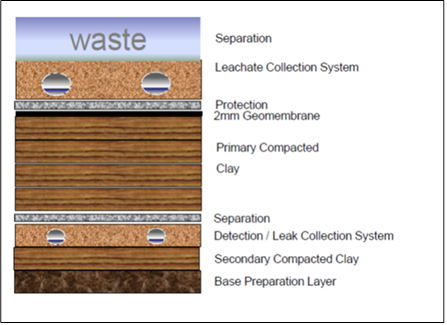 waste
Separation
Leachate Collection System
Protection
2mm Geomembrane
Primary Compacted
Clay
Separation
Detection / Leak Collection System
Secondary Compacted Clay
Base Preparation Layer